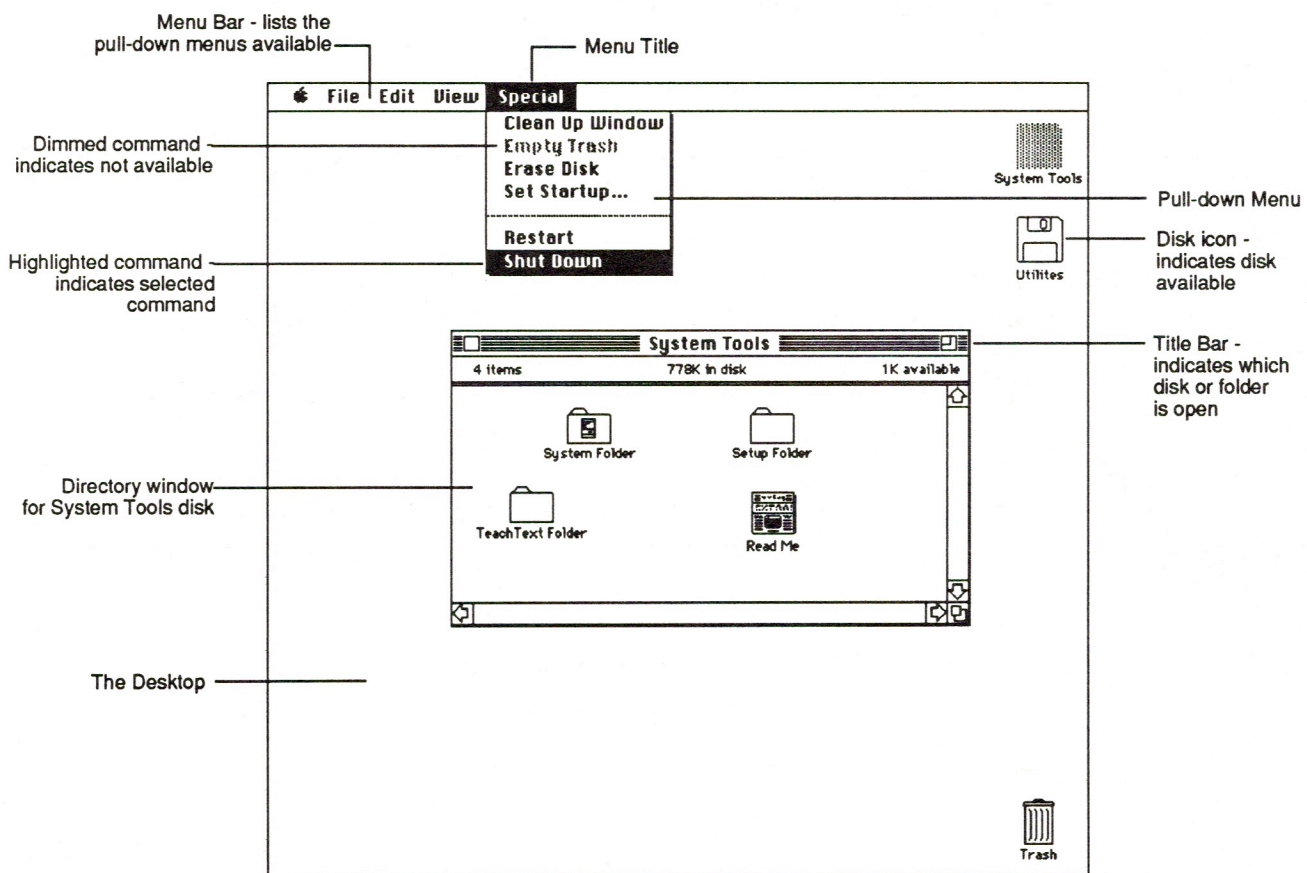 Menu Bar - lists the
pull-down menus available
Menu Title
File Edit View Special
Clean Up Window
Empty Trash
Erase Disk
Set Startup...
Restart
Shut Down
Dimmed command
indicates not available
Highlighted command
indicates selected
command
System Tools
Utilites
Pull-down Menu
Disk icon -
indicates disk
available
Title Bar -
indicates which
disk or folder
is open
System Tools
4 items 778K in disk 1K available
System Folder Setup Folder
TeachText Folder Read Me
Directory window
for System Tools disk
The Desktop
Trash